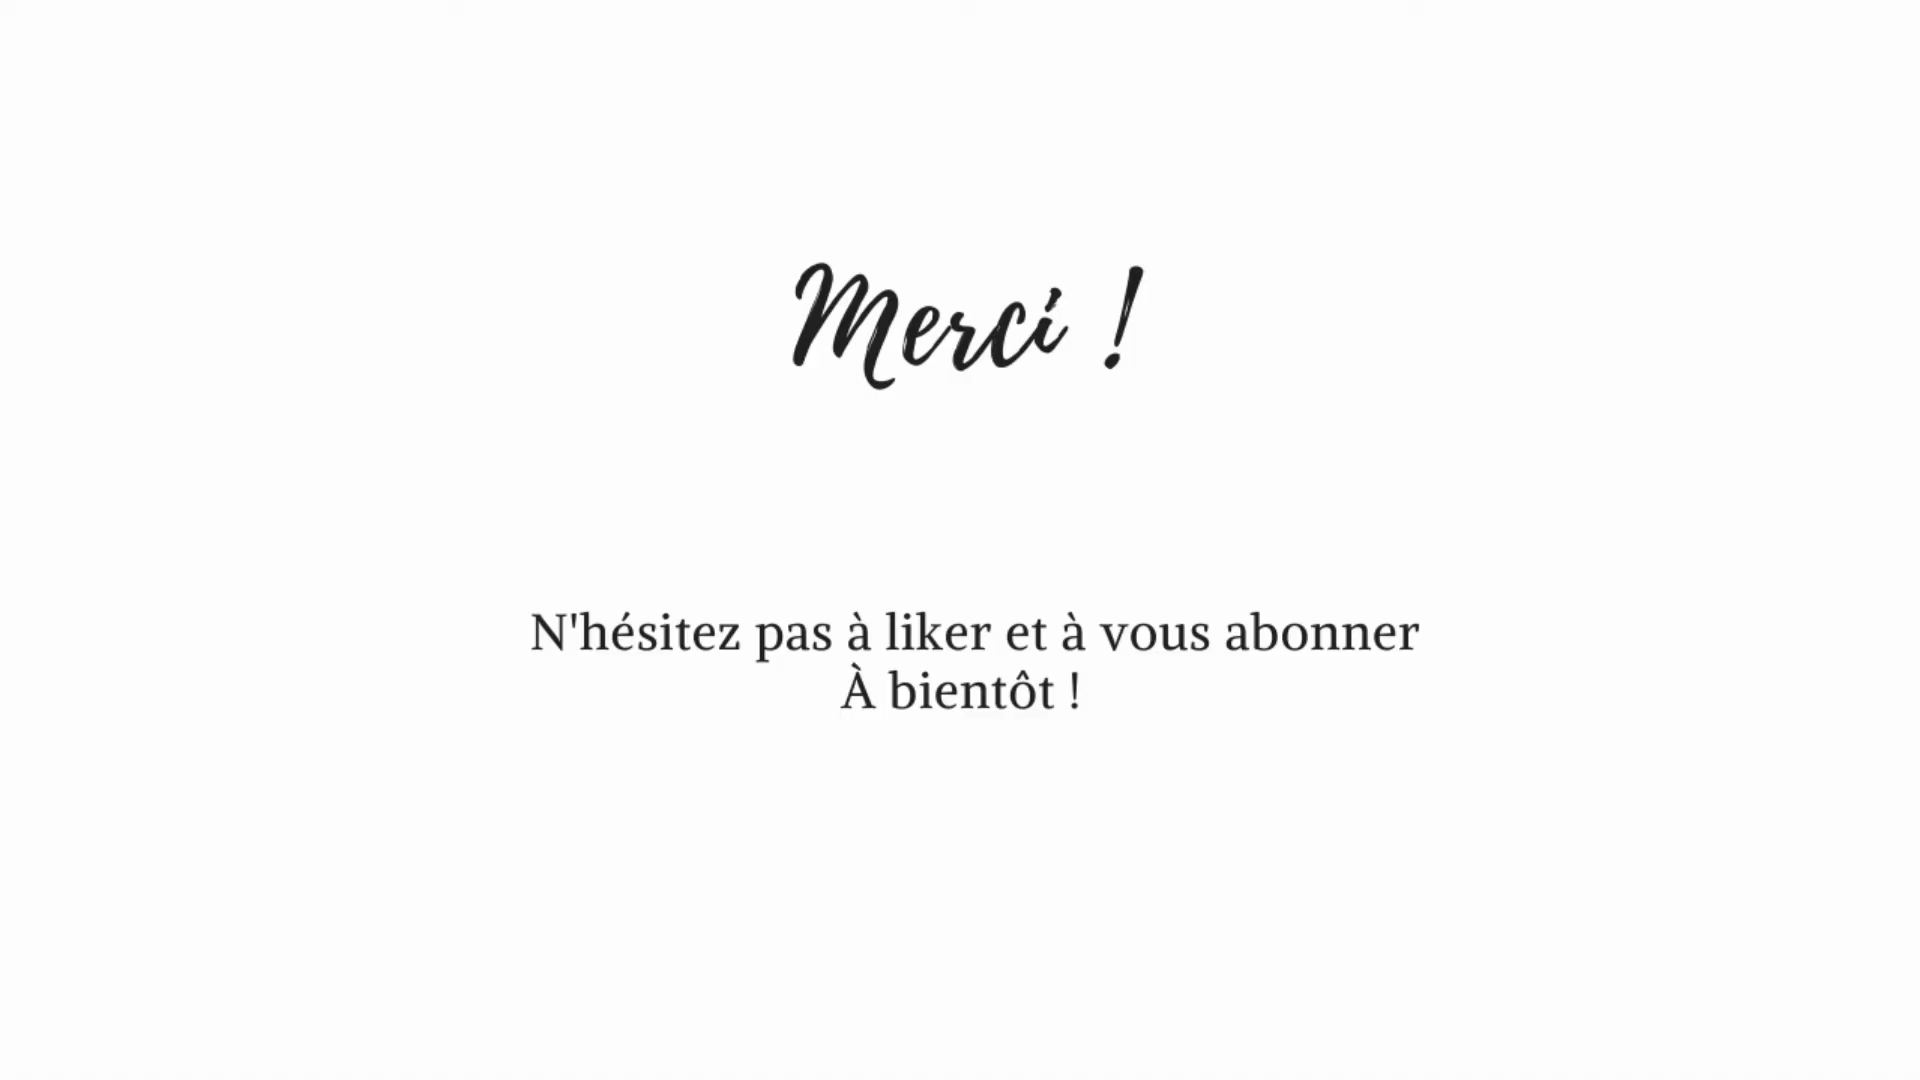 Merci !
N'hésitez pas à liker et à vous abonner
À bientôt !